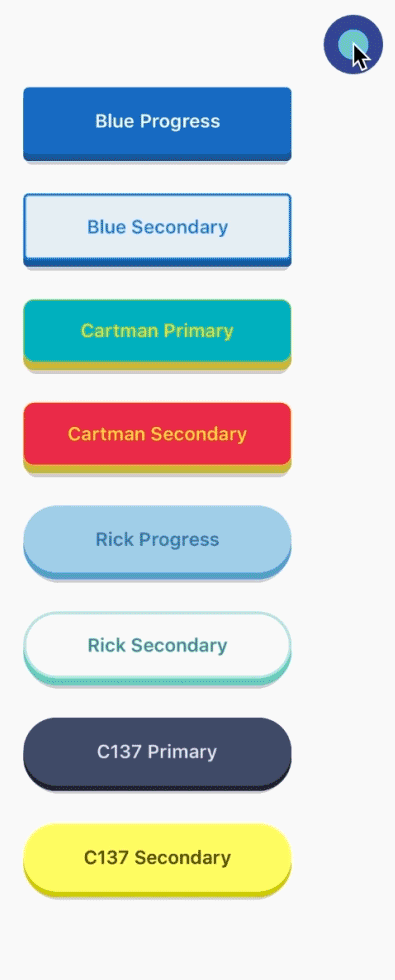 Blue Progress
Blue Secondary
Cartman Primary
Cartman Secondary
Rick Progress
Rick Secondary
C137 Primary
C137 Secondary